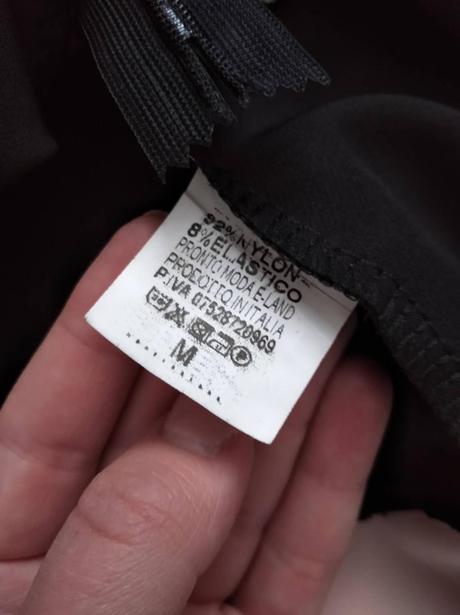 92% NYLON
8% ELASTICO
PRONTO MODA E-LAND
PRODOTTO IN ITALIA
P.IVA 07528720969
M